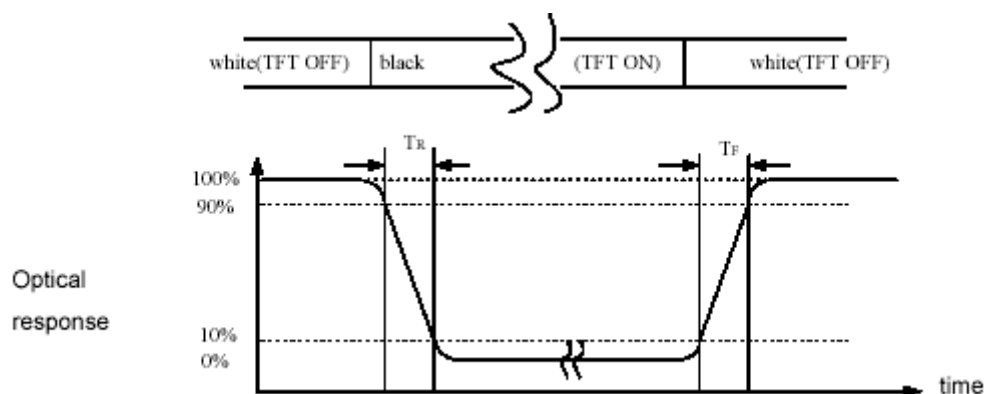 white(TFT OFF) black (TFT ON) white(TFT OFF)
TR TF
100%
90%
Optical
response
10%
0%
time